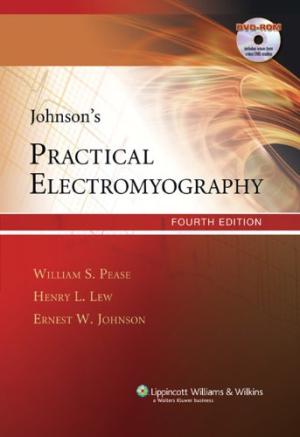 DVD-ROM
Johnson's
PRACTICAL
ELECTROMYOGRAPHY
FOURTH EDITION
WILLIAM S. PEASE
HENRY L. LEW
ERNEST W. JOHNSON
Lippincott Williams & Wilkins
a Wolters Kluwer business